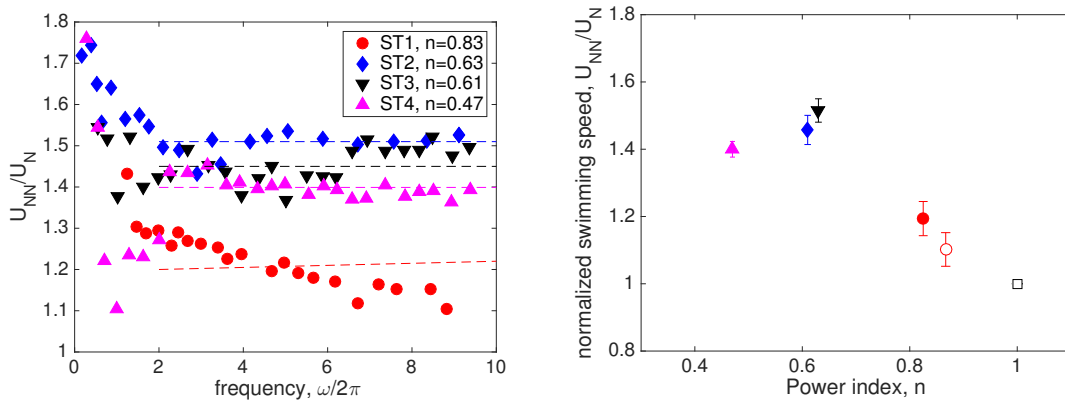 1.8
1.7
1.6
1.5
1.4
1.3
1.2
1.1
1
U_NN/U_N
ST1, n=0.83
ST2, n=0.63
ST3, n=0.61
ST4, n=0.47
0 2 4 6 8 10
frequency, ω/2π
1.8
1.6
1.4
1.2
1
0.8
normalized swimming speed, U_NN/U_N
0.4 0.6 0.8 1
Power index, n